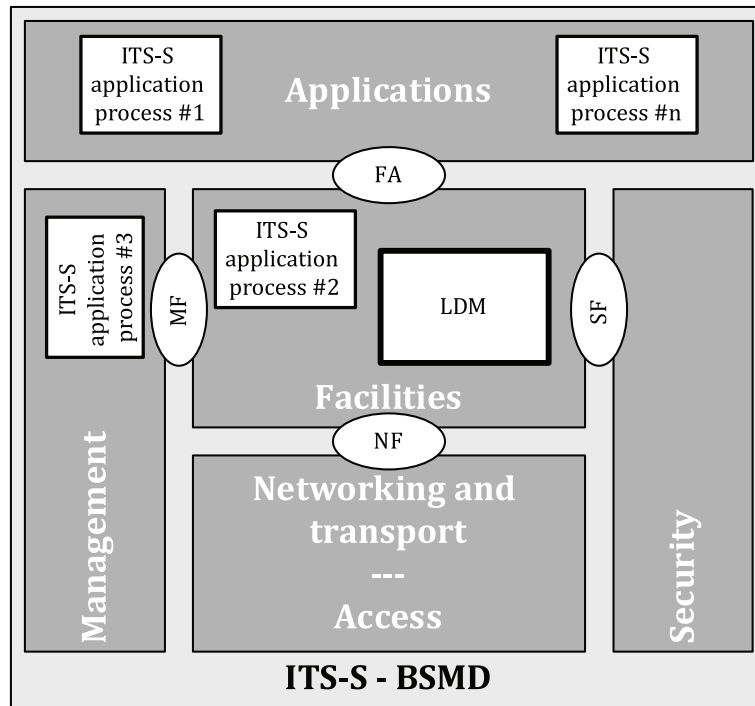 ITS-S
application
process #1
Applications
ITS-S
application
process #n
FA
ITS-S
application
process #3
MF
ITS-S
application
process #2
LDM
SF
Facilities
NF
Management
Networking and
transport
---
Access
Security
ITS-S - BSMD